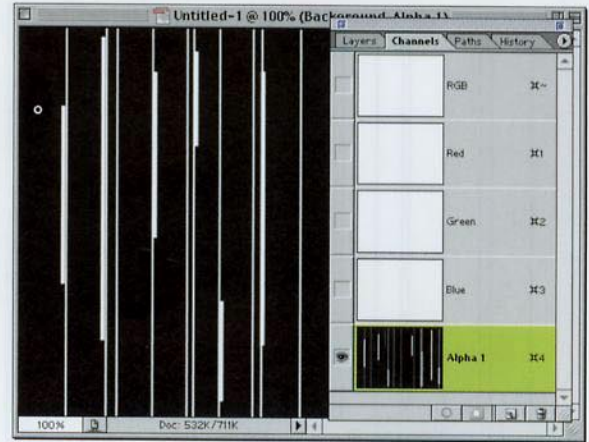 Untitled-1 @ 100% (Background, Alpha 1)
Layers Channels Paths History
RGB ⌘~
Red ⌘1
Green ⌘2
Blue ⌘3
Alpha 1 ⌘4
100% Doc: 532K/711K